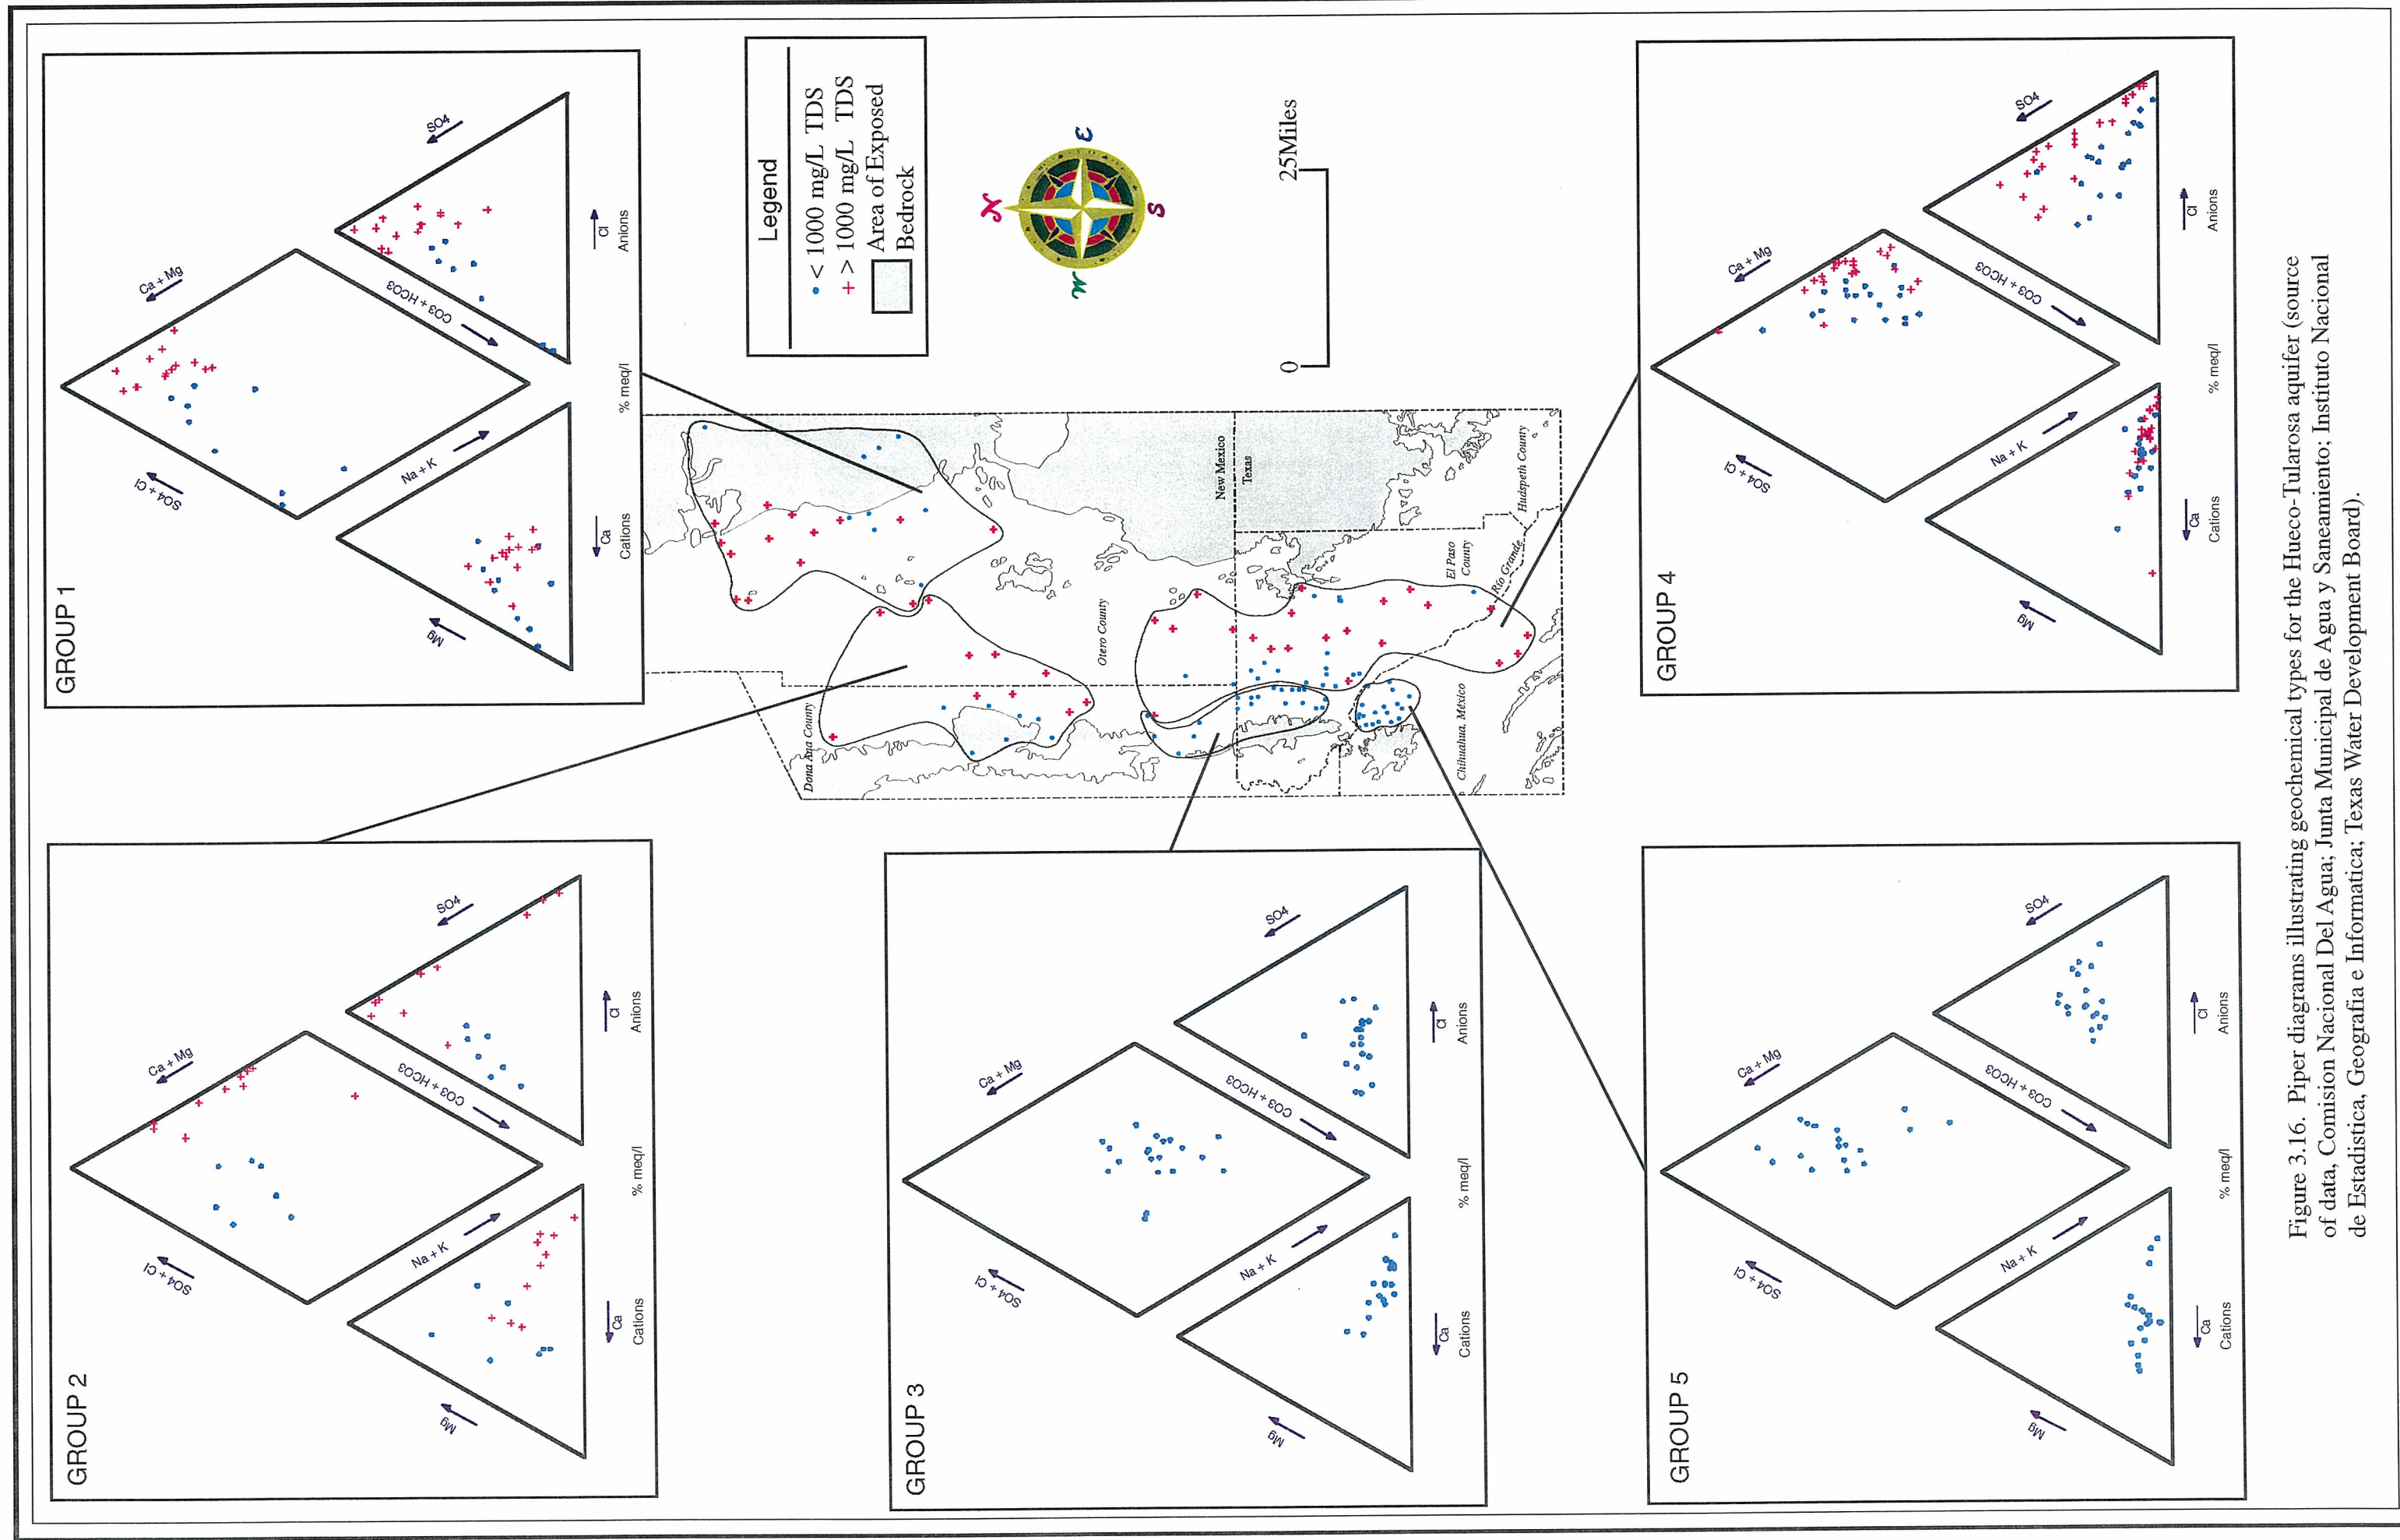 GROUP 1
Ca + Mg
SO4 + Cl
Na + K
CO3 + HCO3
SO4
Mg
Ca
Cations
% meq/l
Cl
Anions
Legend
< 1000 mg/L TDS
> 1000 mg/L TDS
Area of Exposed
Bedrock
N
W
E
S
0
25Miles
GROUP 4
Ca + Mg
SO4 + Cl
Na + K
CO3 + HCO3
SO4
Mg
Ca
Cations
% meq/l
Cl
Anions
Dona Ana County
Otero County
New Mexico
Texas
El Paso
County
Hudspeth County
Rio Grande
Chihuahua, México
GROUP 2
Ca + Mg
SO4 + Cl
Na + K
CO3 + HCO3
SO4
Mg
Ca
Cations
% meq/l
Cl
Anions
GROUP 3
Ca + Mg
SO4 + Cl
Na + K
CO3 + HCO3
SO4
Mg
Ca
Cations
% meq/l
Cl
Anions
GROUP 5
Ca + Mg
SO4 + Cl
Na + K
CO3 + HCO3
SO4
Mg
Ca
Cations
% meq/l
Cl
Anions
Figure 3.16. Piper diagrams illustrating geochemical types for the Hueco-Tularosa aquifer (source
of data, Comision Nacional Del Agua; Junta Municipal de Agua y Saneamiento; Instituto Nacional
de Estadistica, Geografia e Informatica; Texas Water Development Board).